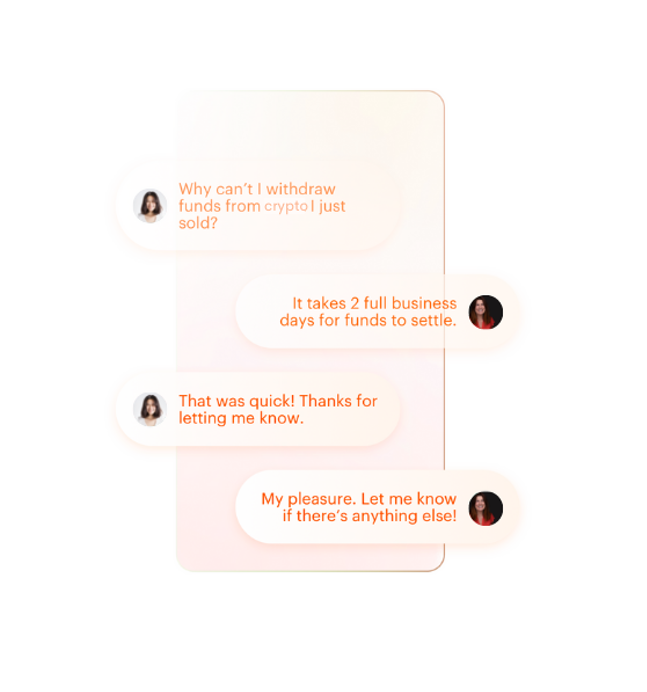 Why can't I withdraw
funds from crypto I just
sold?
It takes 2 full business
days for funds to settle.
That was quick! Thanks for
letting me know.
My pleasure. Let me know
if there's anything else!